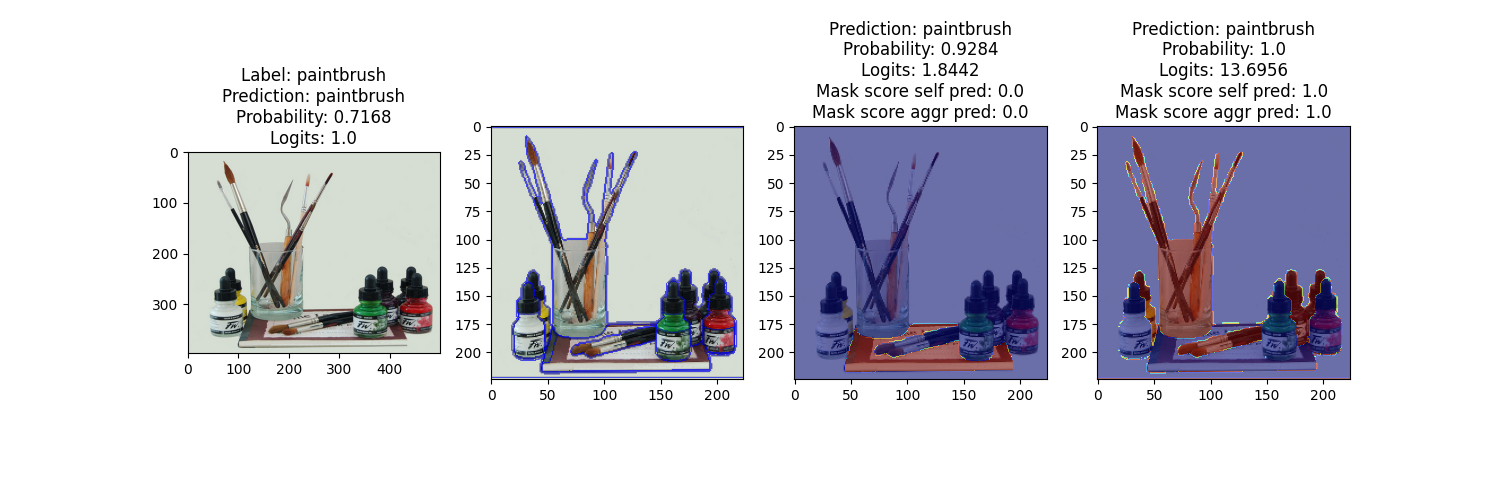 Label: paintbrush
Prediction: paintbrush
Probability: 0.7168
Logits: 1.0
0
100
200
300
0 100 200 300 400
0
25
50
75
100
125
150
175
200
0 50 100 150 200
Prediction: paintbrush
Probability: 0.9284
Logits: 1.8442
Mask score self pred: 0.0
Mask score aggr pred: 0.0
0
25
50
75
100
125
150
175
200
0 50 100 150 200
Prediction: paintbrush
Probability: 1.0
Logits: 13.6956
Mask score self pred: 1.0
Mask score aggr pred: 1.0
0
25
50
75
100
125
150
175
200
0 50 100 150 200